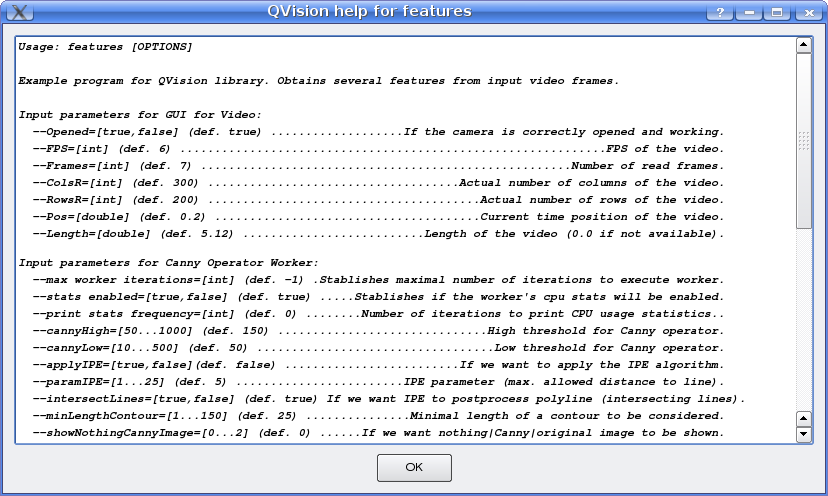 QVision help for features
Usage: features [OPTIONS]
Example program for QVision library. Obtains several features from input video frames.
Input parameters for GUI for Video:
--Opened=[true,false] (def. true) ...................If the camera is correctly opened and working.
--FPS=[int] (def. 6) .............................................................FPS of the video.
--Frames=[int] (def. 7) .....................................................Number of read frames.
--ColsR=[int] (def. 300) ....................................Actual number of columns of the video.
--RowsR=[int] (def. 200) .......................................Actual number of rows of the video.
--Pos=[double] (def. 0.2) ......................................Current time position of the video.
--Length=[double] (def. 5.12) ..........................Length of the video (0.0 if not available).
Input parameters for Canny Operator Worker:
--max worker iterations=[int] (def. -1) .Stablishes maximal number of iterations to execute worker.
--stats enabled=[true,false] (def. true) .....Stablishes if the worker's cpu stats will be enabled.
--print stats frequency=[int] (def. 0) ........Number of iterations to print CPU usage statistics..
--cannyHigh=[50...1000] (def. 150) ..............................High threshold for Canny operator.
--cannyLow=[10...500] (def. 50) ..................................Low threshold for Canny operator.
--applyIPE=[true,false](def. false) .........................If we want to apply the IPE algorithm.
--paramIPE=[1...25] (def. 5) .........................IPE parameter (max. allowed distance to line).
--intersectLines=[true,false] (def. true) If we want IPE to postprocess polyline (intersecting lines).
--minLengthContour=[1...150] (def. 25) ...............Minimal length of a contour to be considered.
--showNothingCannyImage=[0...2] (def. 0) ......If we want nothing|Canny|original image to be shown.
OK